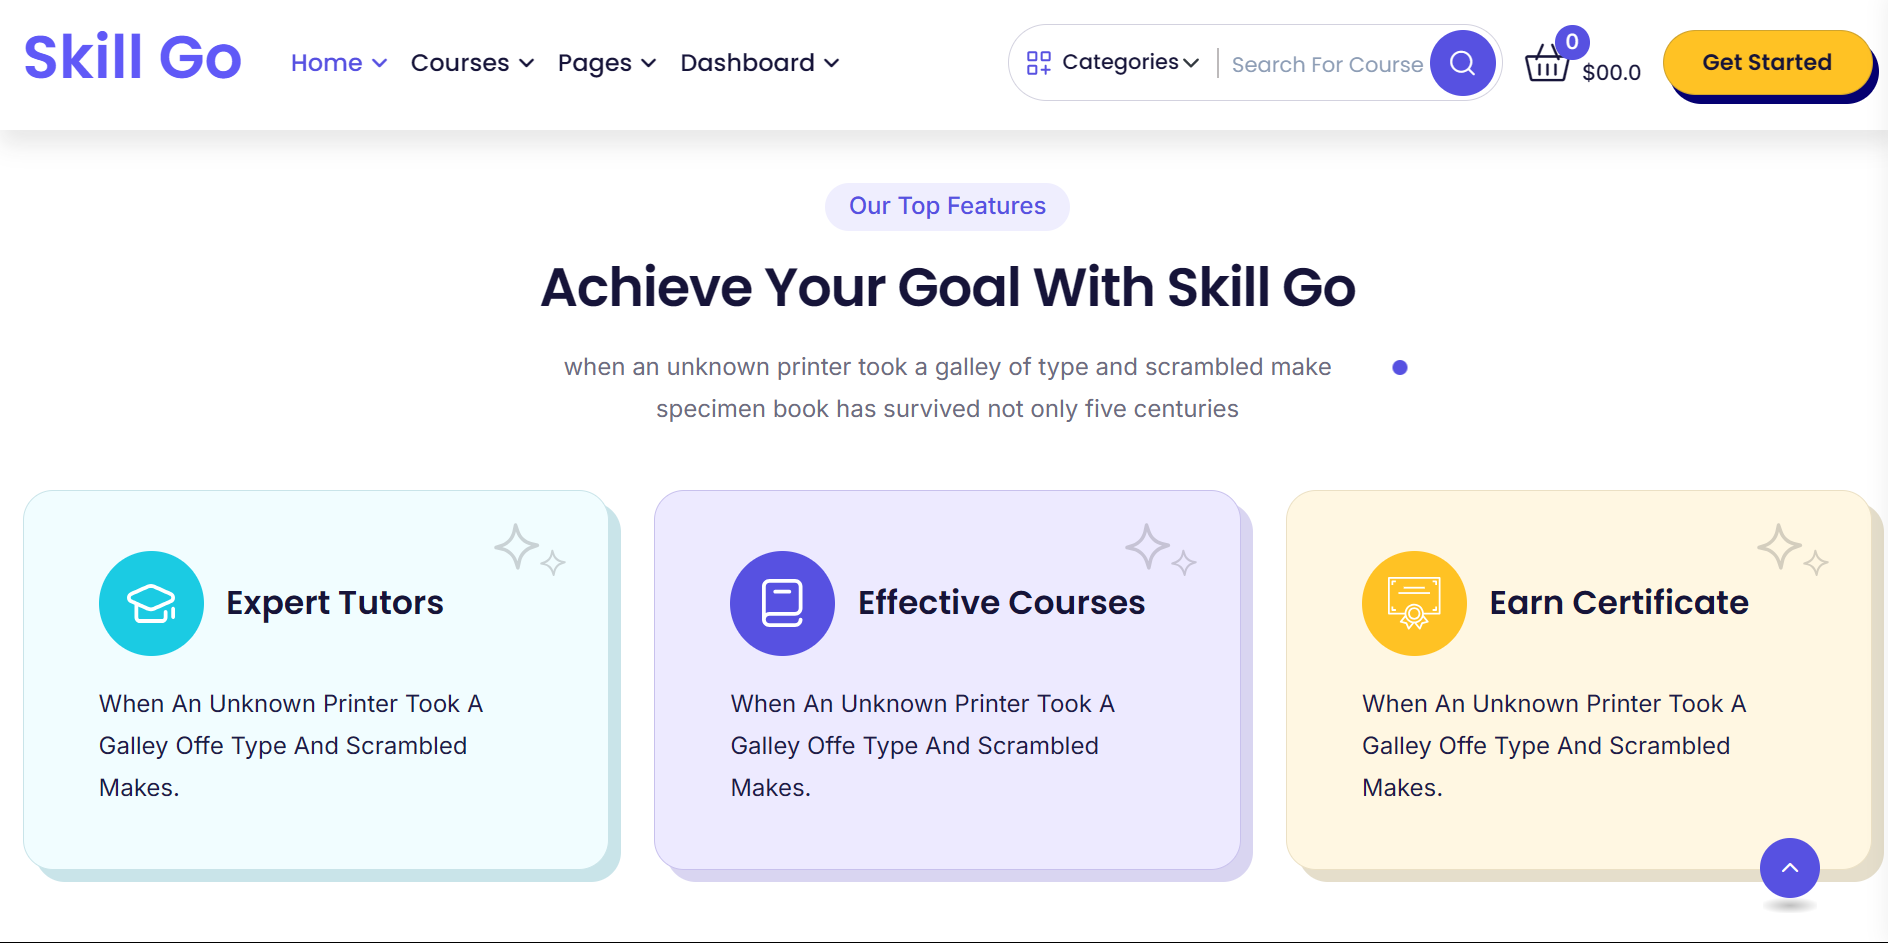 Skill Go
Home Courses Pages Dashboard
Categories Search For Course
0
$00.0
Get Started
Our Top Features
Achieve Your Goal With Skill Go
when an unknown printer took a galley of type and scrambled make
specimen book has survived not only five centuries
Expert Tutors
When An Unknown Printer Took A
Galley Offe Type And Scrambled
Makes.
Effective Courses
When An Unknown Printer Took A
Galley Offe Type And Scrambled
Makes.
Earn Certificate
When An Unknown Printer Took A
Galley Offe Type And Scrambled
Makes.